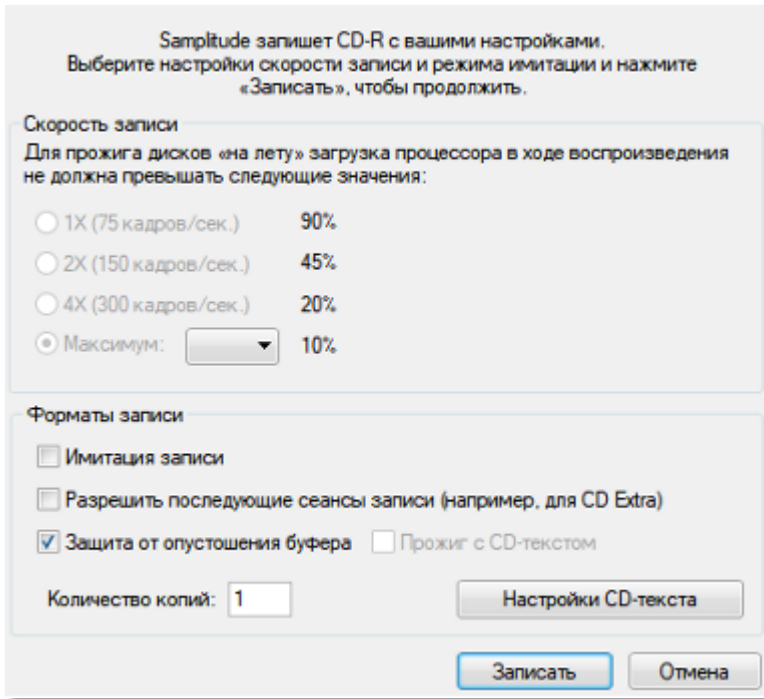 Samplitude запишет CD-R с вашими настройками.
Выберите настройки скорости записи и режима имитации и нажмите
«Записать», чтобы продолжить.
Скорость записи
Для прожига дисков «на лету» загрузка процессора в ходе воспроизведения
не должна превышать следующие значения:
1X (75 кадров/сек.) 90%
2X (150 кадров/сек.) 45%
4X (300 кадров/сек.) 20%
Максимум: 10%
Форматы записи
Имитация записи
Разрешить последующие сеансы записи (например, для CD Extra)
Защита от опустошения буфера Прожиг с CD-текстом
Количество копий: 1 Настройки CD-текста
Записать Отмена